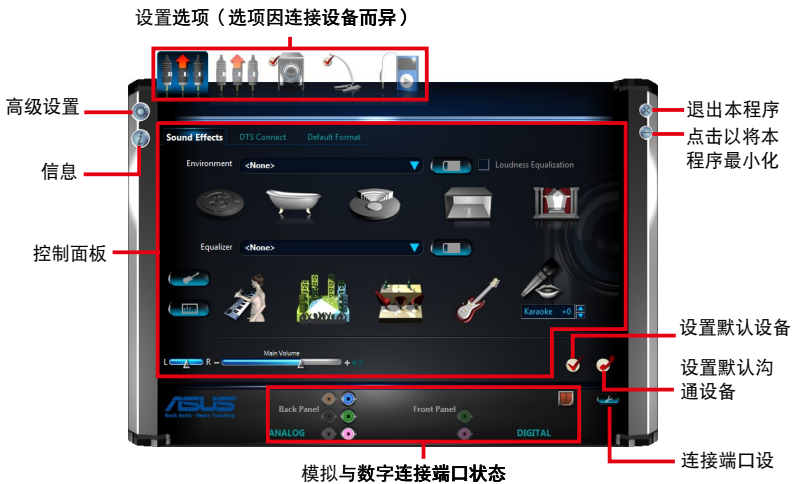 设置选项（选项因连接设备而异）
高级设置
信息
控制面板
退出本程序
点击以将本
程序最小化
Sound Effects DTS Connect Default Format
Environment <None> Loudness Equalization
Equalizer <None>
Karaoke +0
L R - Main Volume +
设置默认设备
设置默认沟
通设备
ASUS
Rock Solid · Heart Touching
Back Panel Front Panel
ANALOG DIGITAL
连接端口设
模拟与数字连接端口状态